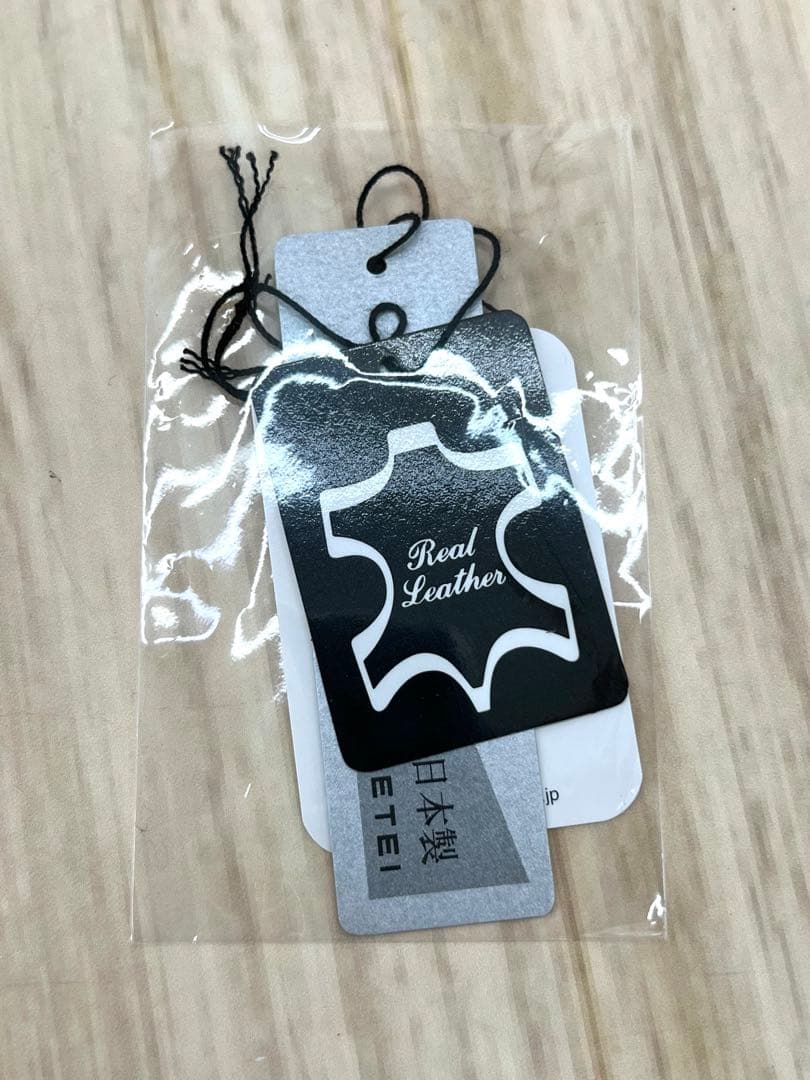 Real
Leather
日本製
ETEI
.jp